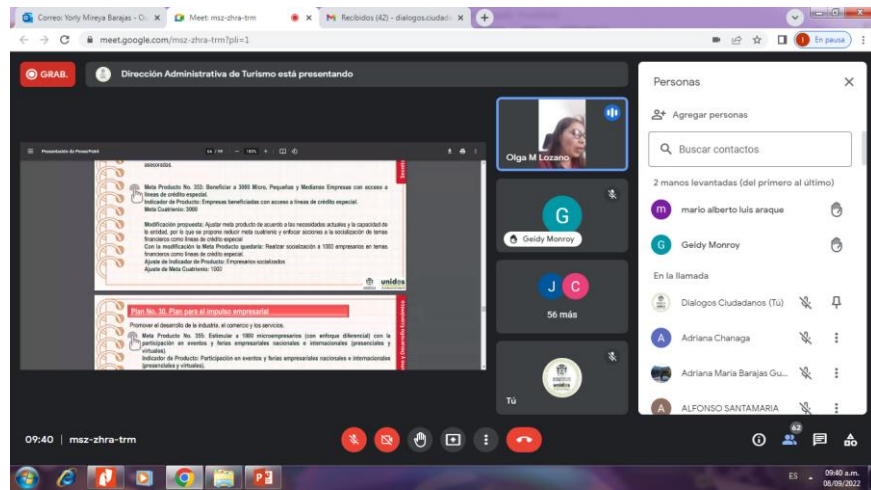 Correo: Yorly Mireya Barajas - Ou
Meet: msz-zhra-trm
Recibidos (42) - dialogos.ciudada
meet.google.com/msz-zhra-trm?pli=1
En pausa
GRAB.
Dirección Administrativa de Turismo está presentando
Presentación de PowerPoint
100%
asesorados.
Meta Producto No. 353: Beneficiar a 3000 Micro, Pequeñas y Medianas Empresas con acceso a
líneas de crédito especial.
Indicador de Producto: Empresas beneficiadas con acceso a líneas de crédito especial.
Meta Cuatrienio: 3000
Modificación propuesta: Ajustar meta producto de acuerdo a las necesidades actuales y la capacidad de
la entidad, por lo que se propone reducir meta cuatrienio y enfocar acciones a la socialización de temas
financieros como líneas de crédito especial
Con la modificación la Meta Producto quedaría: Realizar socialización a 1000 empresarios en temas
financieros como líneas de crédito especial.
Ajuste de Indicador de Producto: Empresarios socializados
Ajuste de Meta Cuatrienio: 1000
unidos
Plan No. 30. Plan para el impulso empresarial
Promover el desarrollo de la industria, el comercio y los servicios.
Meta Producto No. 355: Estimular a 1000 microempresarios (con enfoque diferencial) con la
participación en eventos y ferias empresariales nacionales e internacionales (presenciales y
virtuales).
Indicador de Producto: Participación en eventos y ferias empresariales nacionales e internacionales
(presenciales y virtuales).
Olga M Lozano
G
Geidy Monroy
J C
56 más
Tú
Personas
Agregar personas
Buscar contactos
2 manos levantadas (del primero al último)
m mario alberto luis araque
G Geidy Monroy
En la llamada
Dialogos Ciudadanos (Tú)
A Adriana Chanaga
Adriana Maria Barajas Gu...
A ALFONSO SANTAMARIA
09:40 | msz-zhra-trm
62
ES
09:40 a.m.
08/09/2022